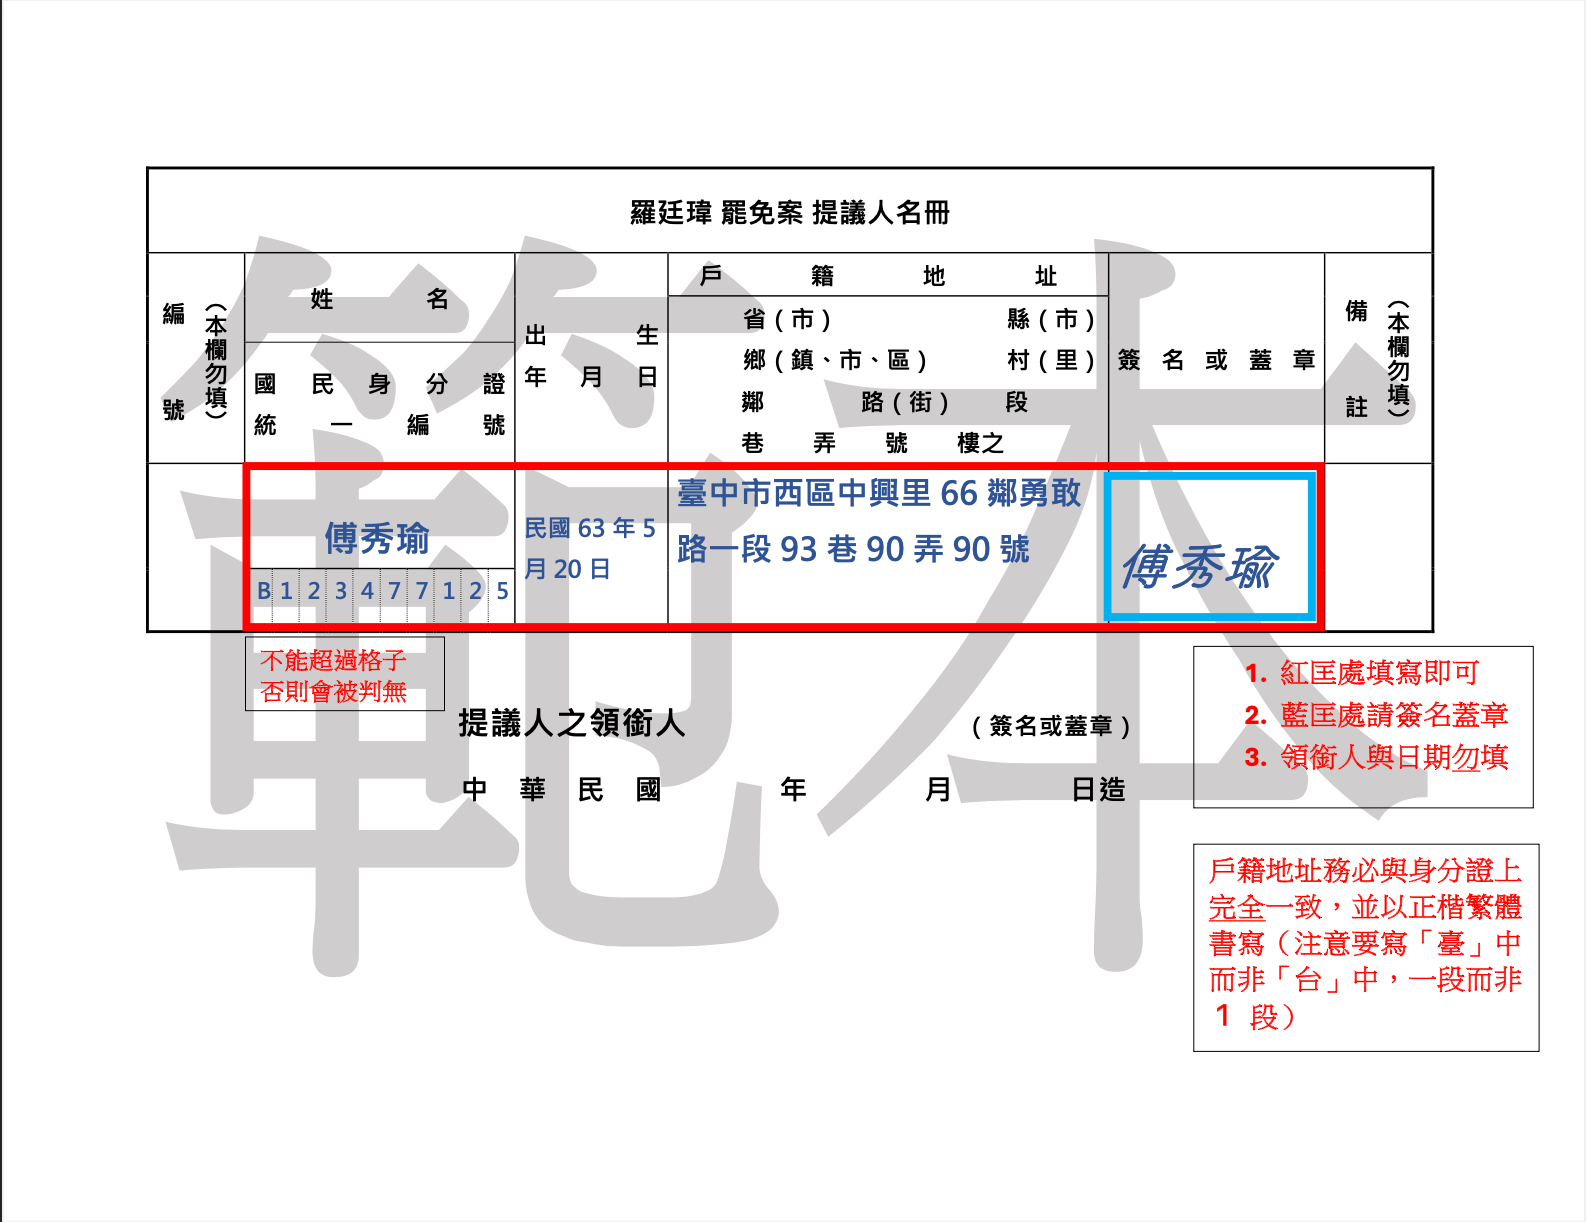 羅廷瑋 罷免案 提議人名冊
編號
（本欄勿填）
姓名
國民身分證
統一編號
出生
年月日
戶籍地址
省（市） 縣（市）
鄉（鎮、市、區） 村（里）
鄰 路（街） 段
巷 弄 號 樓之
簽名或蓋章
備註
（本欄勿填）
傅秀瑜
B123477125
民國 63 年 5
月 20 日
臺中市西區中興里 66 鄰勇敢
路一段 93 巷 90 弄 90 號
傅秀瑜
不能超過格子
否則會被判無
提議人之領銜人 （簽名或蓋章）
中華民國 年 月 日造
1. 紅匡處填寫即可
2. 藍匡處請簽名蓋章
3. 領銜人與日期勿填
戶籍地址務必與身分證上
完全一致，並以正楷繁體
書寫（注意要寫「臺」中
而非「台」中，一段而非
1 段）
範本